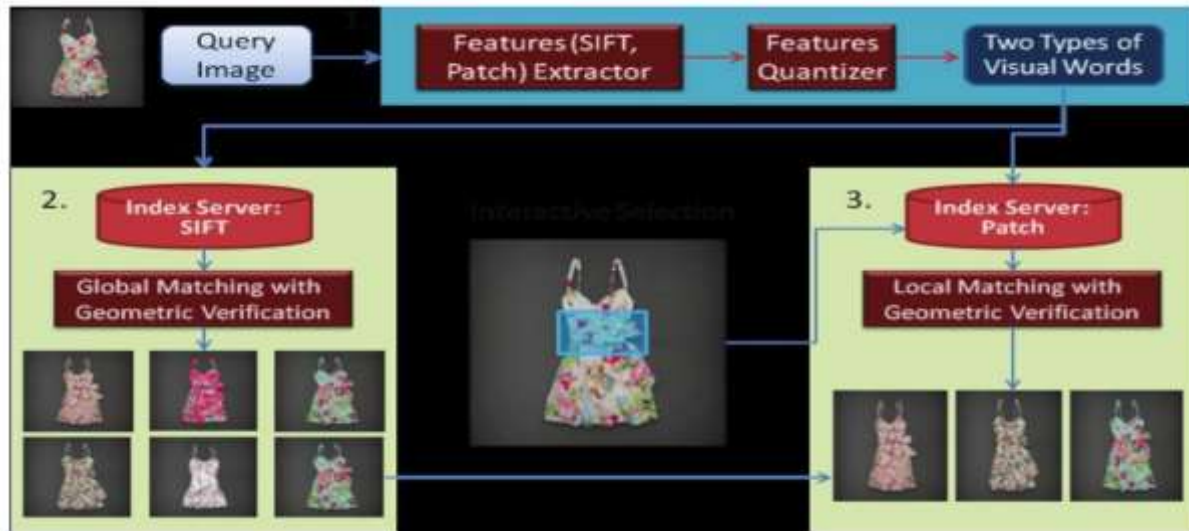 1.
Query
Image
Features (SIFT,
Patch) Extractor
Features
Quantizer
Two Types of
Visual Words
2.
Index Server:
SIFT
Global Matching with
Geometric Verification
Interactive Selection
3.
Index Server:
Patch
Local Matching with
Geometric Verification